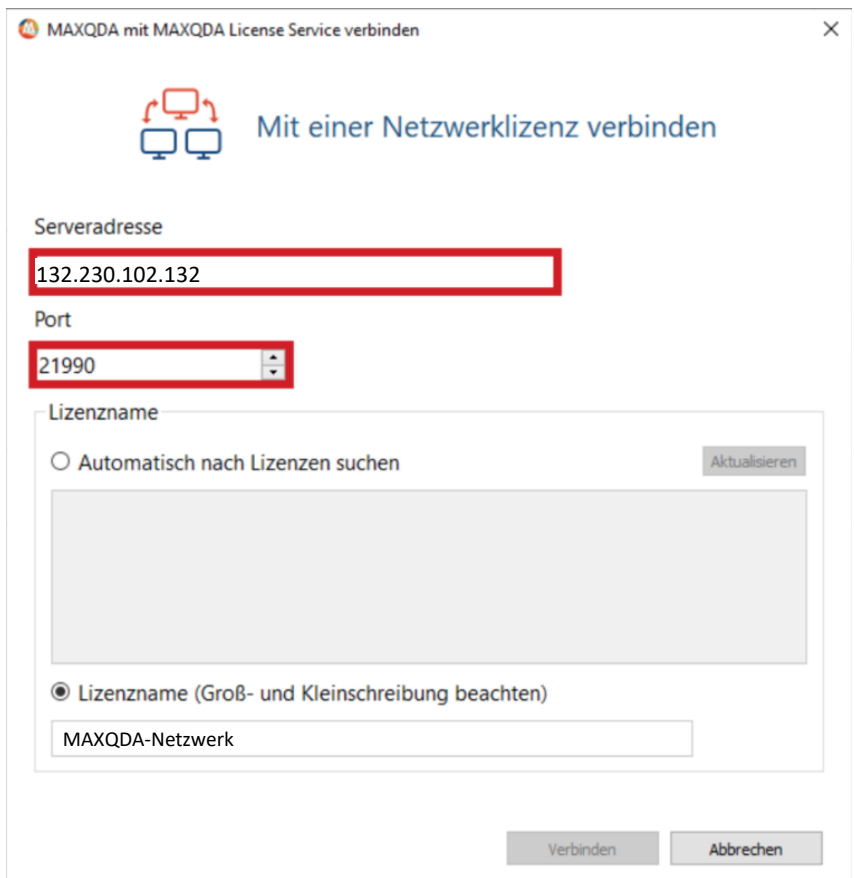 MAXQDA mit MAXQDA License Service verbinden
Mit einer Netzwerklizenz verbinden
Serveradresse
132.230.102.132
Port
21990
Lizenzname
Automatisch nach Lizenzen suchen
Aktualisieren
Lizenzname (Groß- und Kleinschreibung beachten)
MAXQDA-Netzwerk
Verbinden
Abbrechen